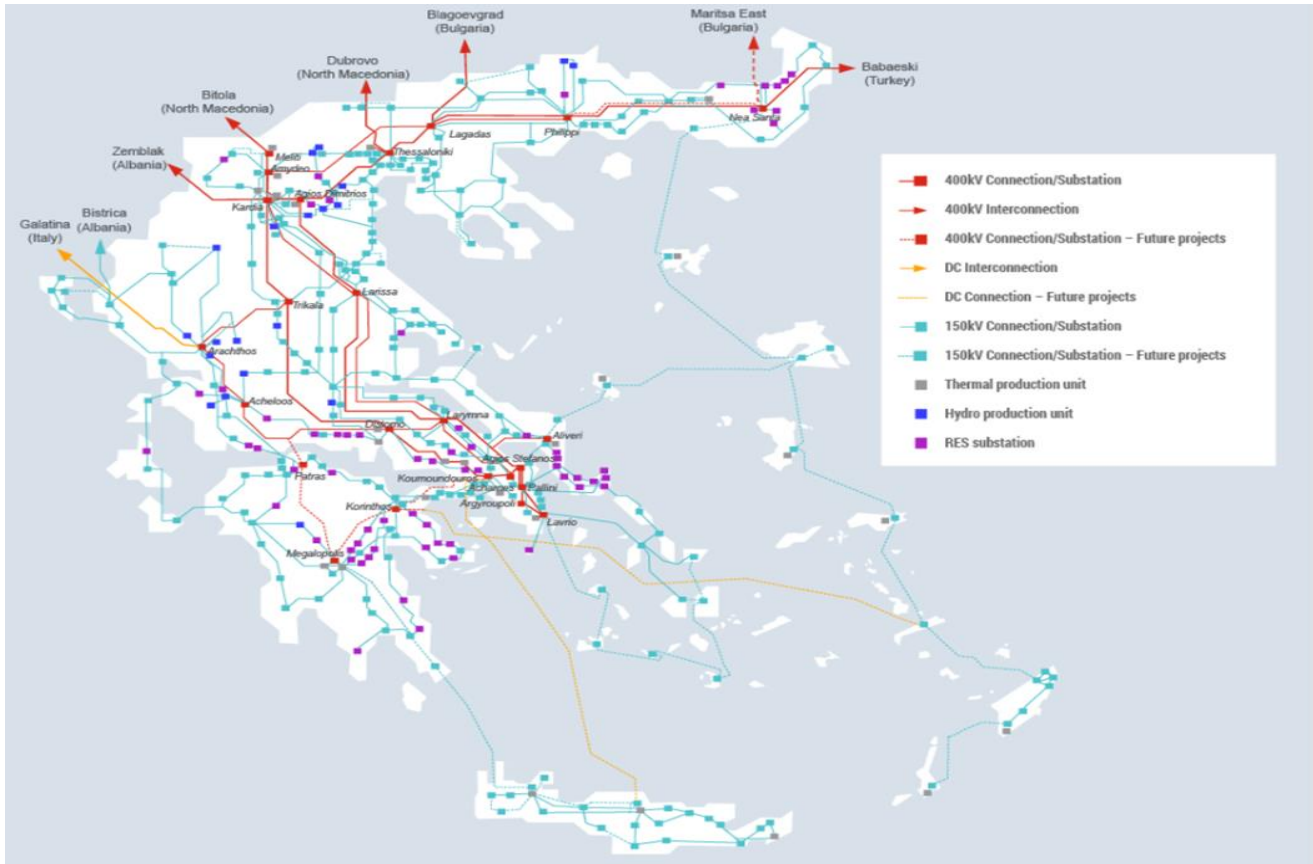 Blagoevgrad
(Bulgaria)
Maritsa East
(Bulgaria)
Dubrovo
(North Macedonia)
Babaeski
(Turkey)
Bitola
(North Macedonia)
Zemblak
(Albania)
Bistrica
(Albania)
Galatina
(Italy)
Lagadas
Philippi
Nea Santa
Thessaloniki
Meliti
Amydeo
Agios Dimitrios
Kardia
Larissa
Trikala
Arachthos
Acheloos
Distomo
Larymna
Aliveri
Agios Stefanos
Koumoundouros
Acharnes
Pallini
Argyroupoli
Lavrio
Patras
Korinthos
Megalopolis
400kV Connection/Substation
400kV Interconnection
400kV Connection/Substation – Future projects
DC Interconnection
DC Connection – Future projects
150kV Connection/Substation
150kV Connection/Substation – Future projects
Thermal production unit
Hydro production unit
RES substation